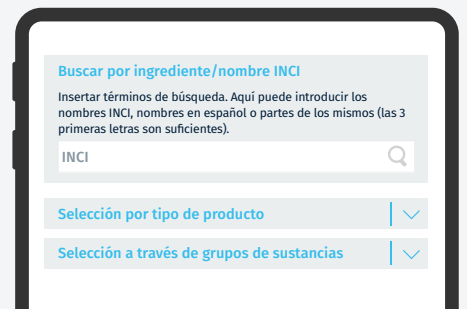 Buscar por ingrediente/nombre INCI
Insertar términos de búsqueda. Aquí puede introducir los
nombres INCI, nombres en español o partes de los mismos (las 3
primeras letras son suficientes).
INCI
Selección por tipo de producto
Selección a través de grupos de sustancias